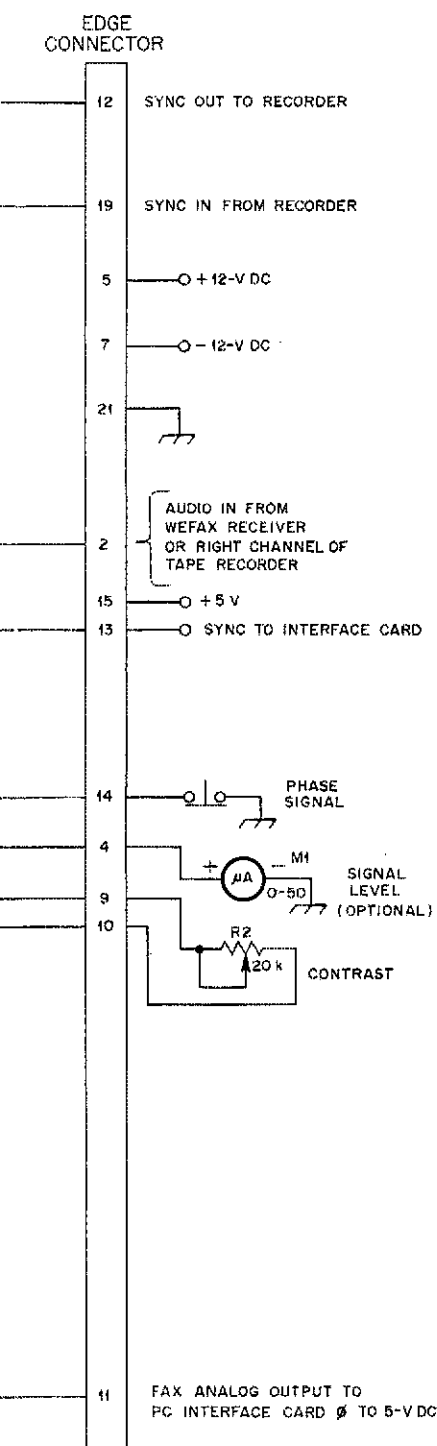 EDGE
CONNECTOR
12 SYNC OUT TO RECORDER
19 SYNC IN FROM RECORDER
5 + 12-V DC
7 - 12-V DC
21
AUDIO IN FROM
WEFAX RECEIVER
2 OR RIGHT CHANNEL OF
TAPE RECORDER
15 + 5 V
13 SYNC TO INTERFACE CARD
PHASE
14 SIGNAL
4 + µA - M1
0-50
SIGNAL
LEVEL
(OPTIONAL)
9
10
R2
20 k
CONTRAST
11 FAX ANALOG OUTPUT TO
PC INTERFACE CARD Ø TO 5-V DC